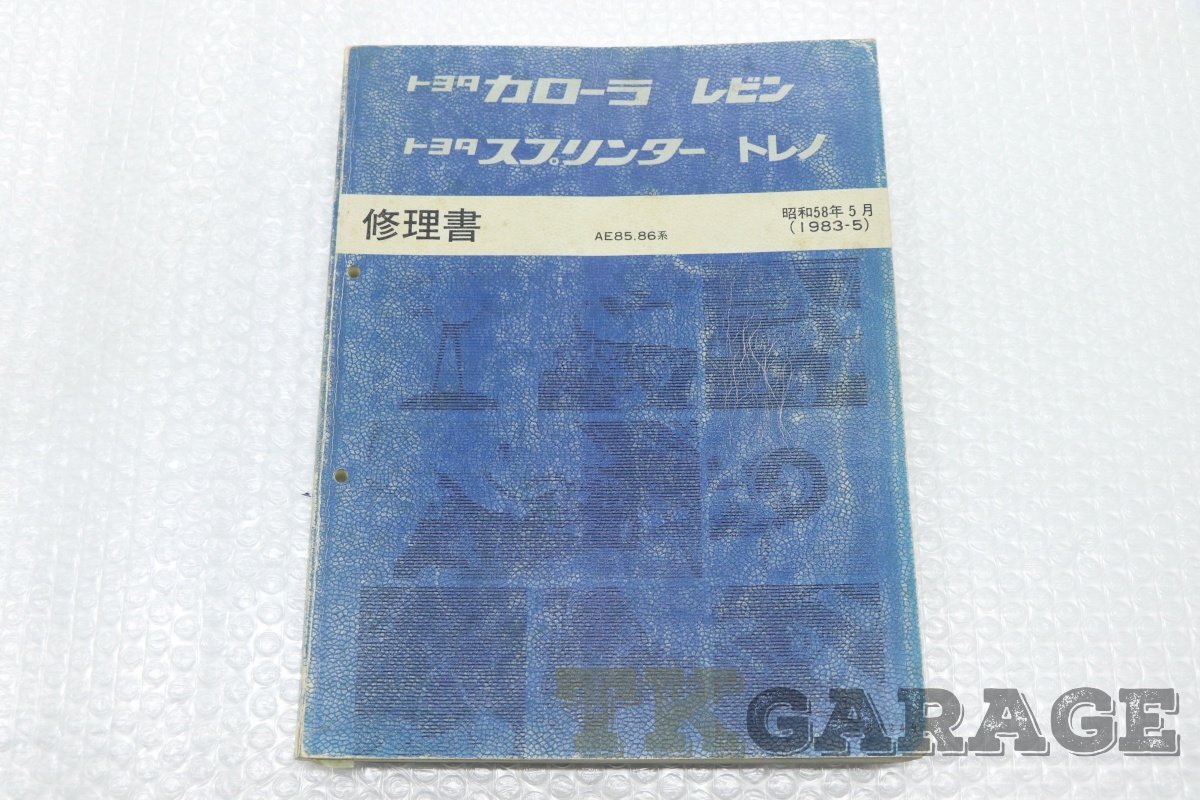 トヨタ カローラ レビン
トヨタ スプリンター トレノ
修理書
AE85,86系
昭和58年5月
(1983-5)
TK GARAGE